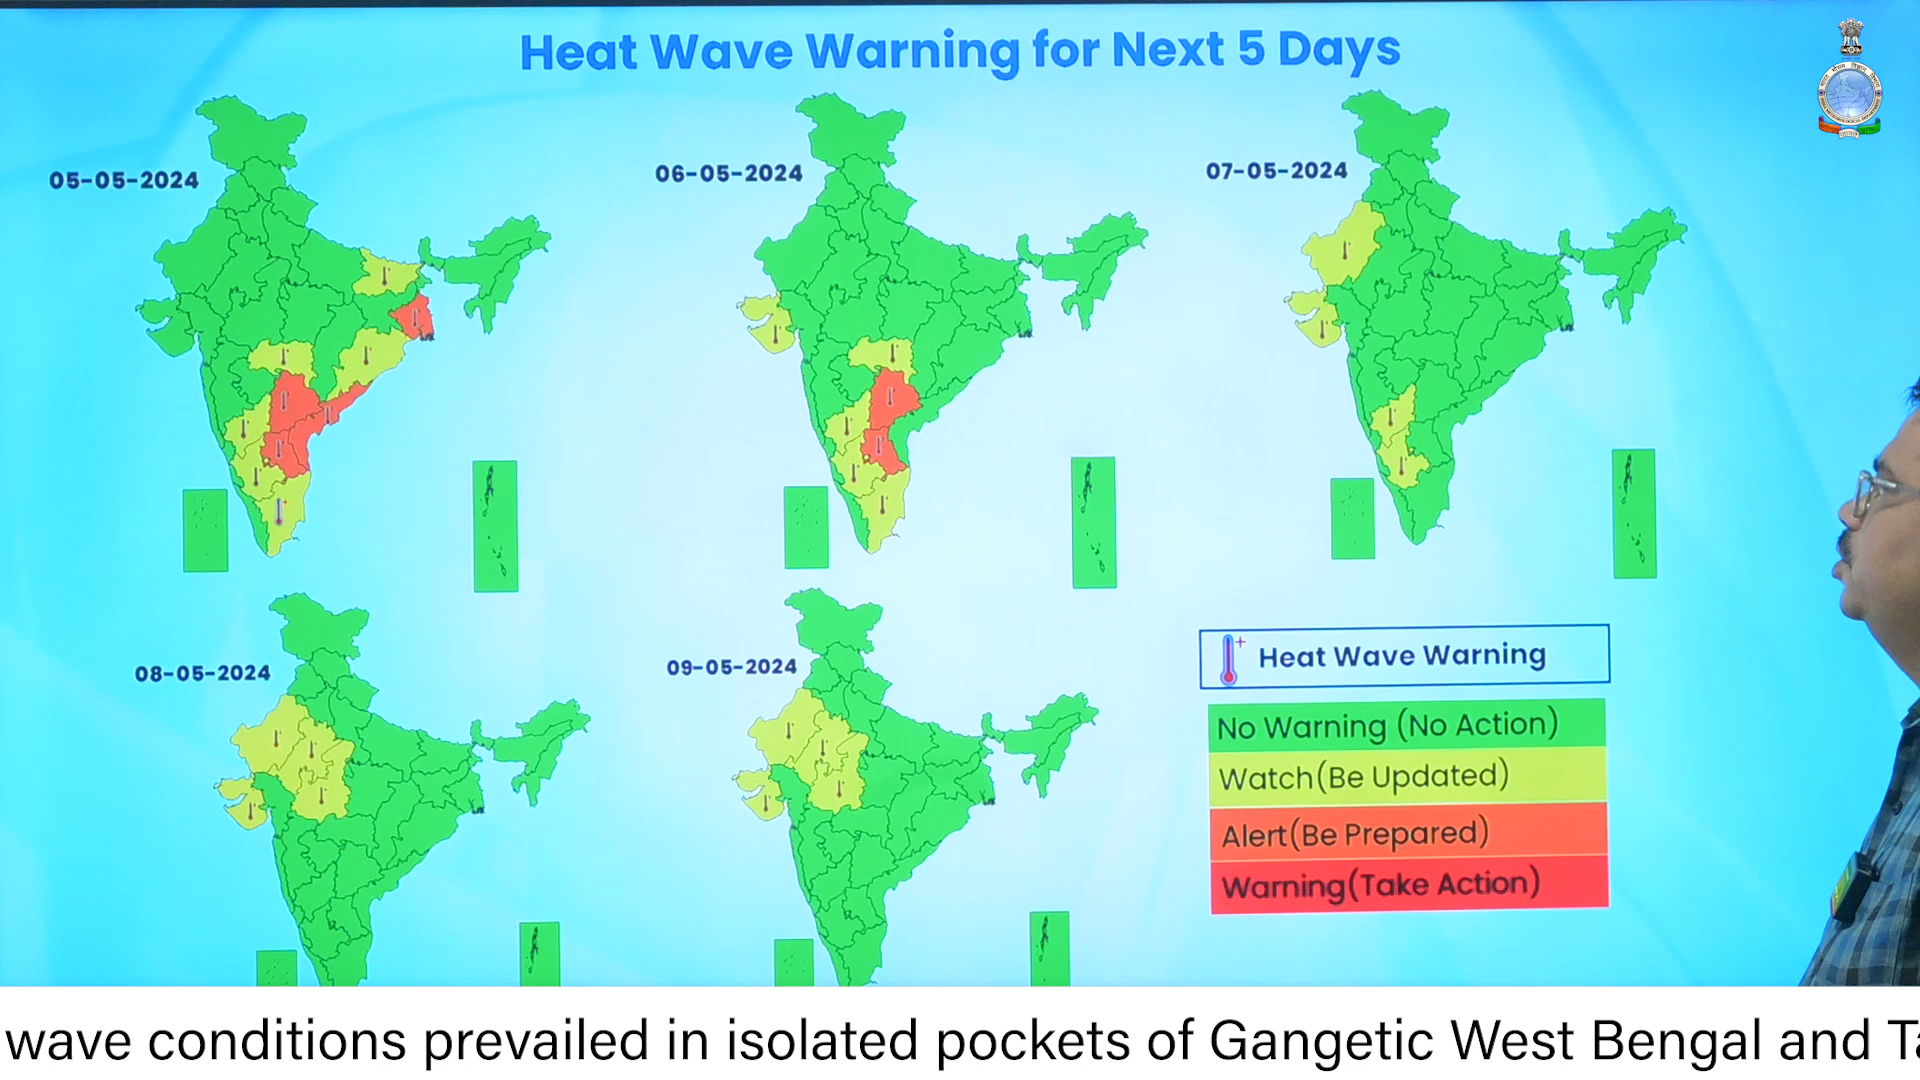 Heat Wave Warning for Next 5 Days
05-05-2024
06-05-2024
07-05-2024
08-05-2024
09-05-2024
Heat Wave Warning
No Warning (No Action)
Watch(Be Updated)
Alert(Be Prepared)
Warning(Take Action)
wave conditions prevailed in isolated pockets of Gangetic West Bengal and